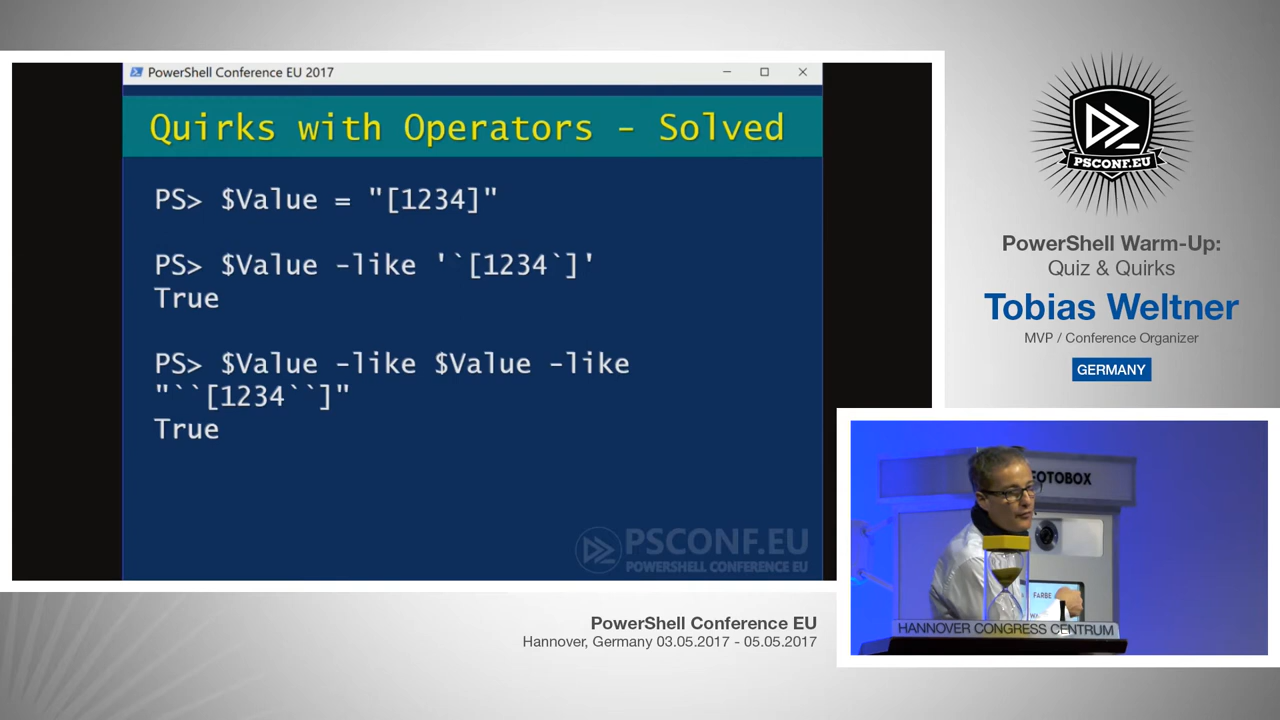 PowerShell Conference EU 2017
Quirks with Operators - Solved
PS> $Value = "[1234]"
PS> $Value -like '`[1234`]'
True
PS> $Value -like $Value -like
"``[1234``]"
True
PSCONF.EU
POWERSHELL CONFERENCE EU
PSCONF.EU
PowerShell Warm-Up:
Quiz & Quirks
Tobias Weltner
MVP / Conference Organizer
GERMANY
FOTOBOX
FARBE
HANNOVER CONGRESS CENTRUM
PowerShell Conference EU
Hannover, Germany 03.05.2017 - 05.05.2017